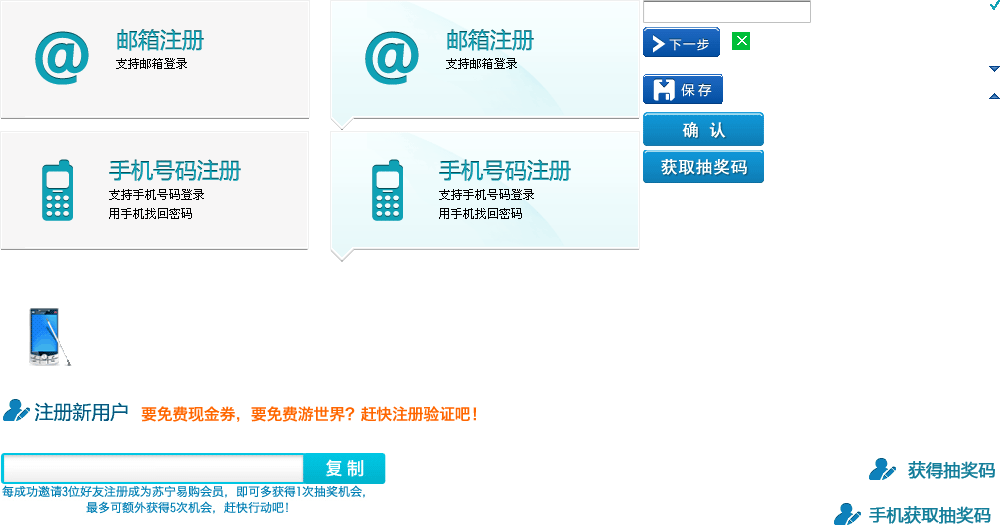 邮箱注册
支持邮箱登录
邮箱注册
支持邮箱登录
下一步
保存
确 认
获取抽奖码
手机号码注册
支持手机号码登录
用手机找回密码
手机号码注册
支持手机号码登录
用手机找回密码
注册新用户
要免费现金券，要免费游世界？赶快注册验证吧！
复制
每成功邀请3位好友注册成为苏宁易购会员，即可多获得1次抽奖机会，
最多可额外获得5次机会，赶快行动吧！
获得抽奖码
手机获取抽奖码